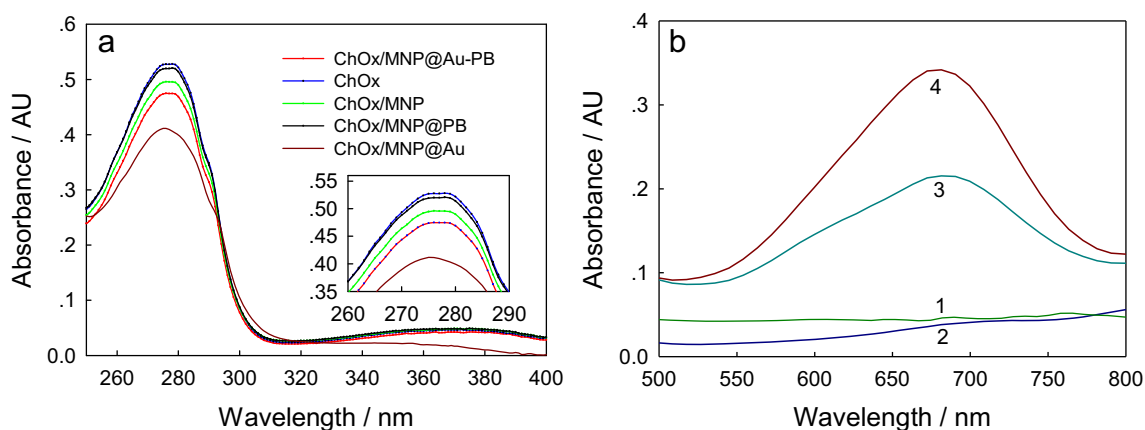 a
.6
.5
.4
.3
.2
.1
0.0
Absorbance / AU
260 280 300 320 340 360 380 400
Wavelength / nm
ChOx/MNP@Au-PB
ChOx
ChOx/MNP
ChOx/MNP@PB
ChOx/MNP@Au
.55
.50
.45
.40
.35
260 270 280 290
b
.4
.3
.2
.1
0.0
Absorbance / AU
4
3
1
2
500 550 600 650 700 750 800
Wavelength / nm